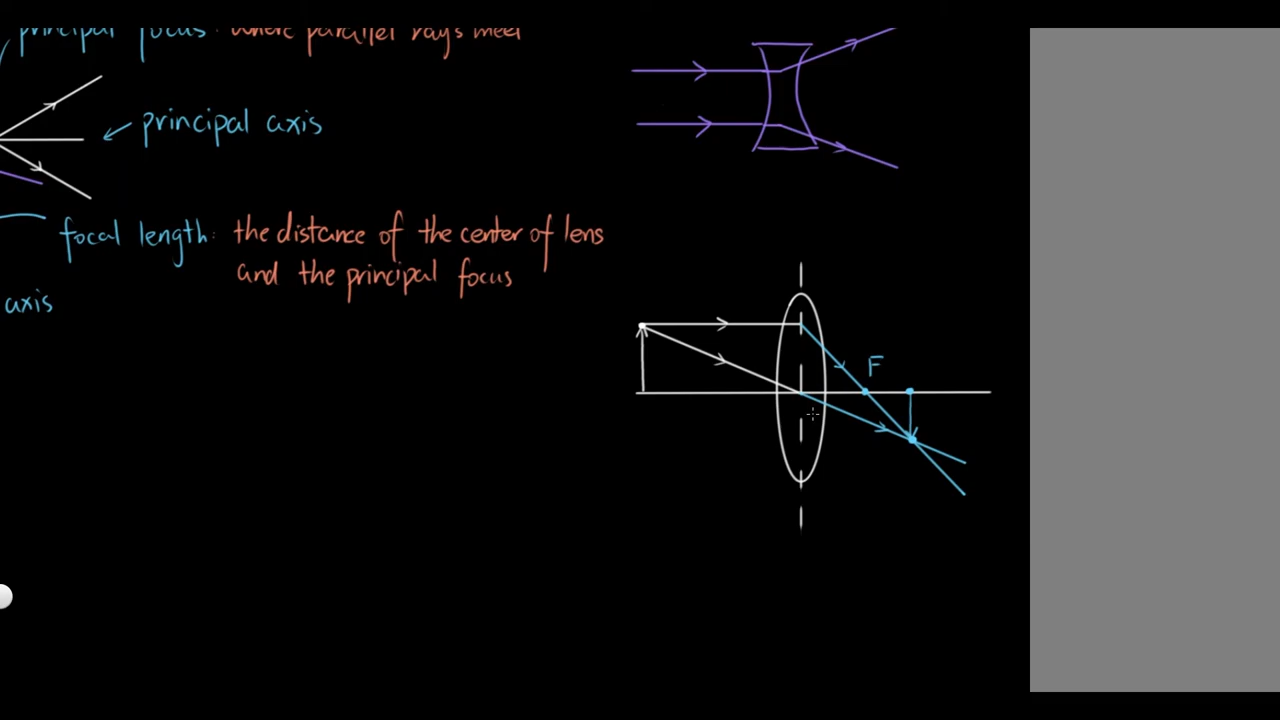 principal focus: where parallel rays meet
principal axis
focal length: the distance of the center of lens
and the principal focus
axis
F